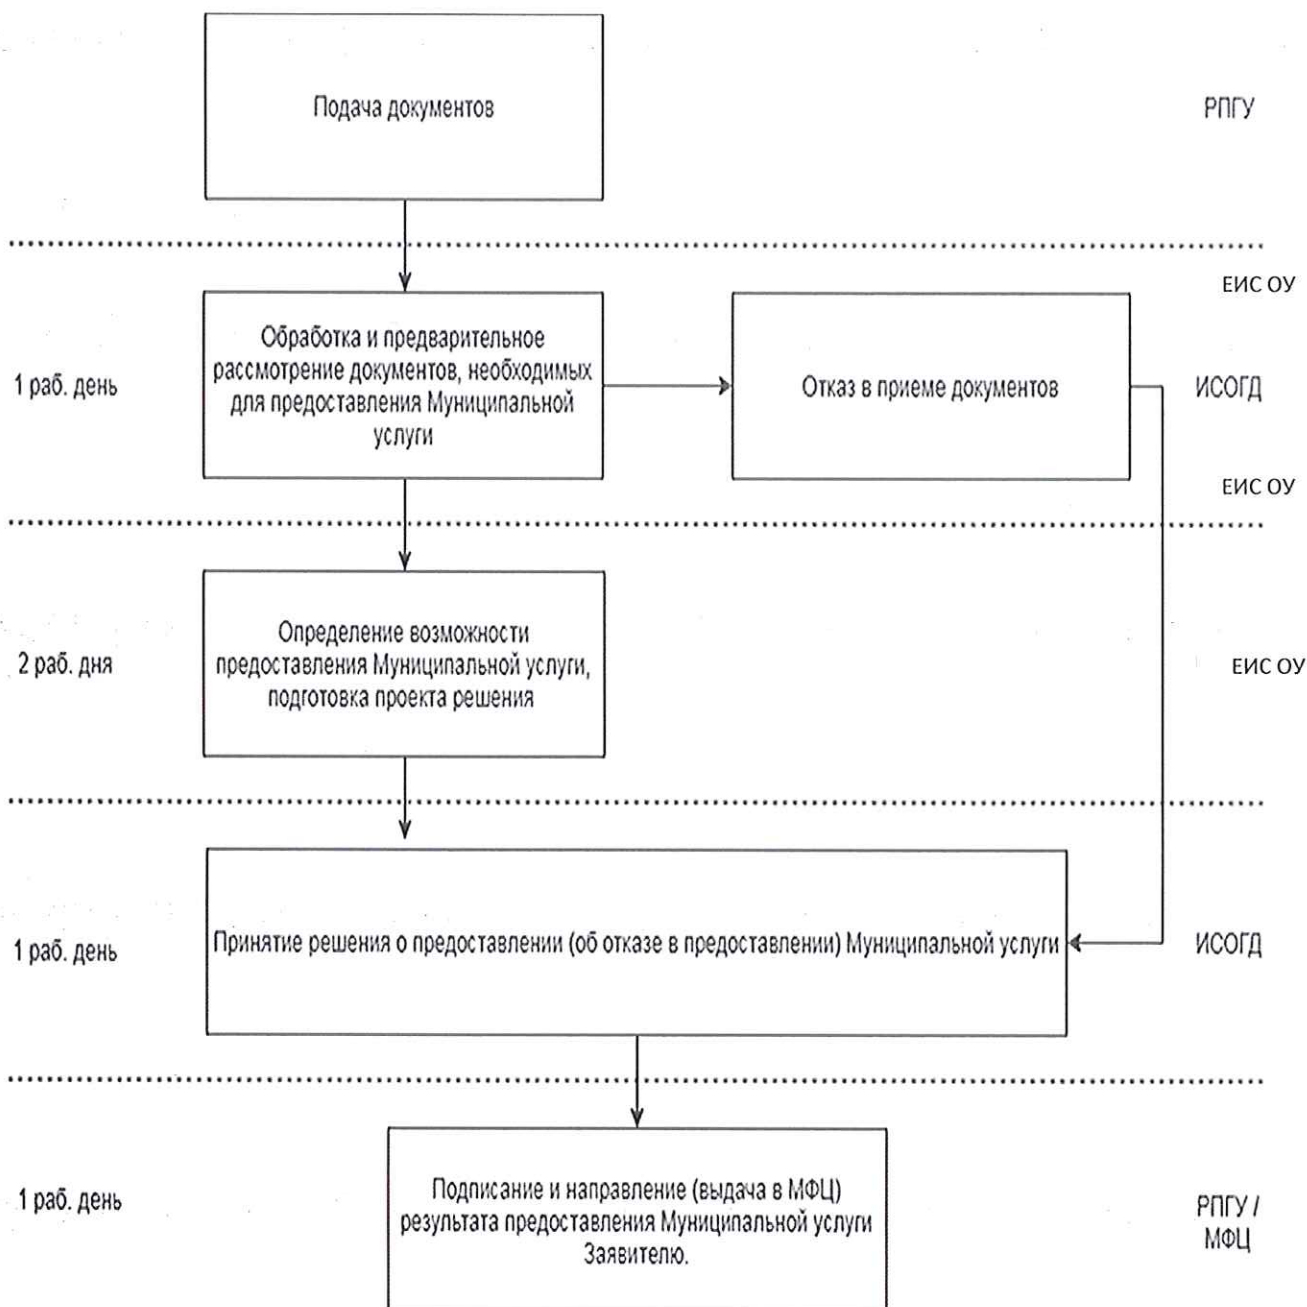 Подача документов
РПГУ
ЕИС ОУ
1 раб. день
Обработка и предварительное
рассмотрение документов, необходимых
для предоставления Муниципальной
услуги
Отказ в приеме документов
ИСОГД
ЕИС ОУ
2 раб. дня
Определение возможности
предоставления Муниципальной услуги,
подготовка проекта решения
ЕИС ОУ
1 раб. день
Принятие решения о предоставлении (об отказе в предоставлении) Муниципальной услуги
ИСОГД
1 раб. день
Подписание и направление (выдача в МФЦ)
результата предоставления Муниципальной услуги
Заявителю.
РПГУ /
МФЦ